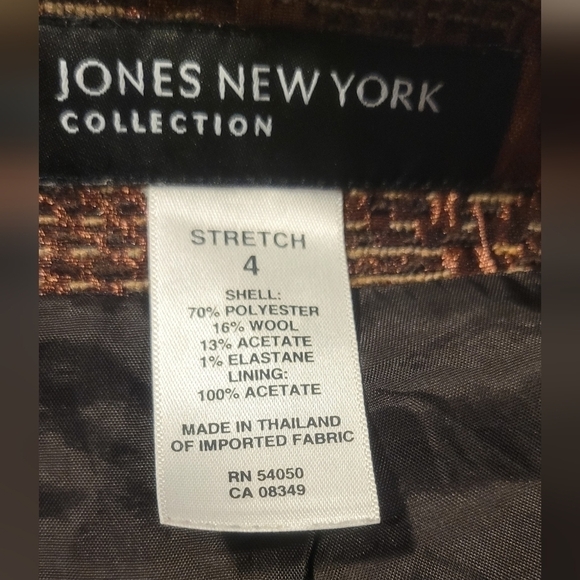 JONES NEW YORK
COLLECTION
STRETCH
4
SHELL:
70% POLYESTER
16% WOOL
13% ACETATE
1% ELASTANE
LINING:
100% ACETATE
MADE IN THAILAND
OF IMPORTED FABRIC
RN 54050
CA 08349